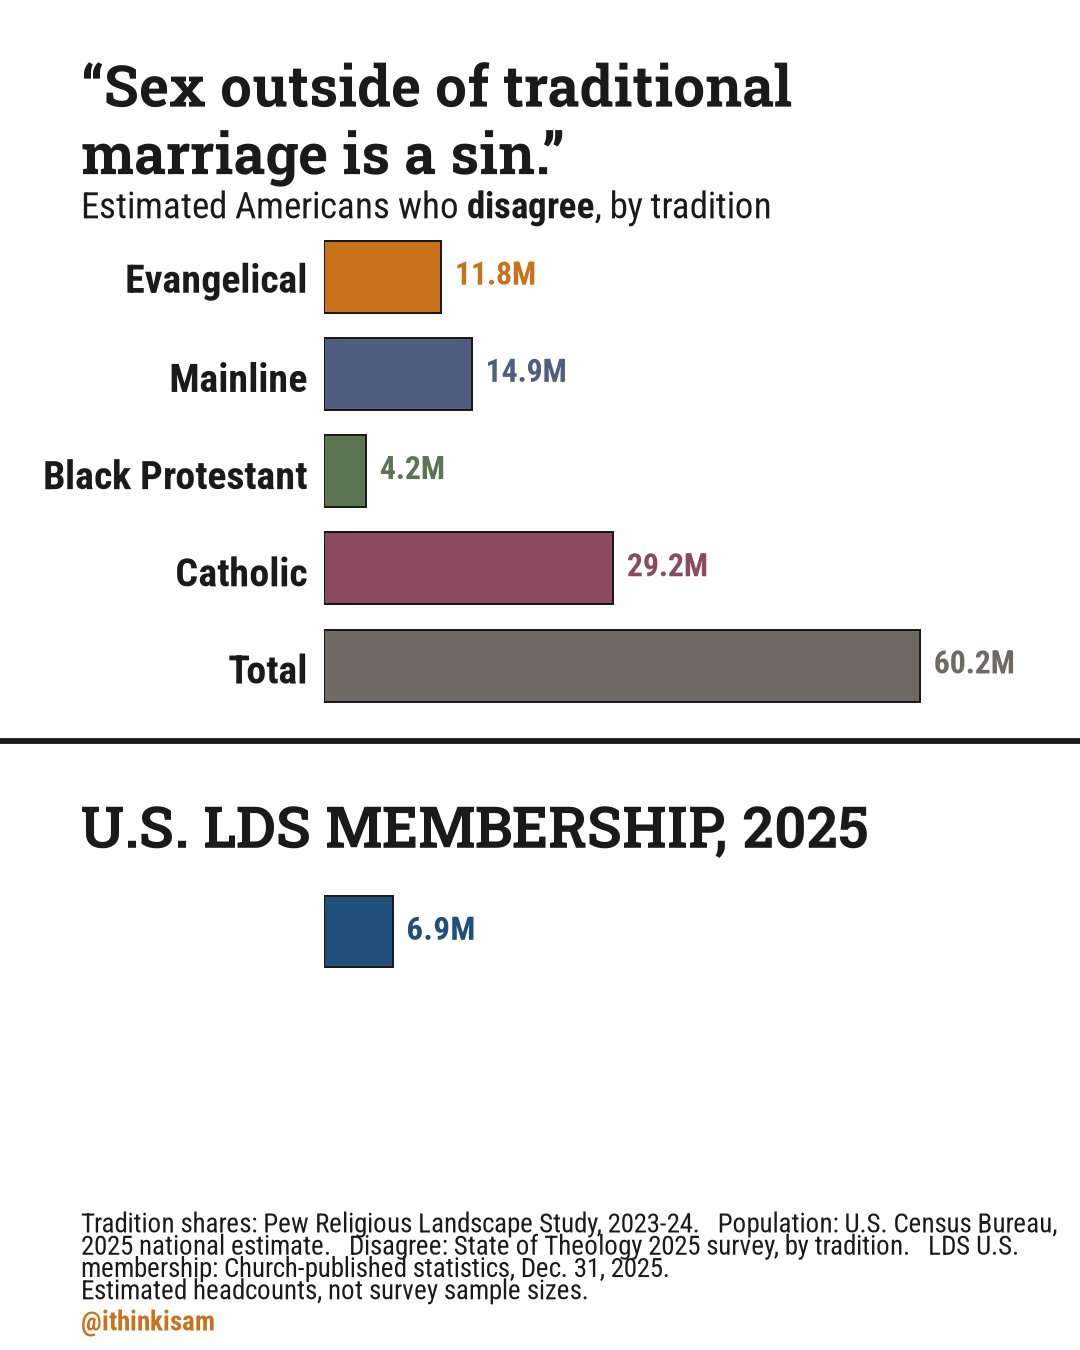 “Sex outside of traditional
marriage is a sin.”
Estimated Americans who disagree, by tradition
Evangelical 11.8M
Mainline 14.9M
Black Protestant 4.2M
Catholic 29.2M
Total 60.2M
U.S. LDS MEMBERSHIP, 2025
6.9M
Tradition shares: Pew Religious Landscape Study, 2023-24. Population: U.S. Census Bureau,
2025 national estimate. Disagree: State of Theology 2025 survey, by tradition. LDS U.S.
membership: Church-published statistics, Dec. 31, 2025.
Estimated headcounts, not survey sample sizes.
@ithinkisam